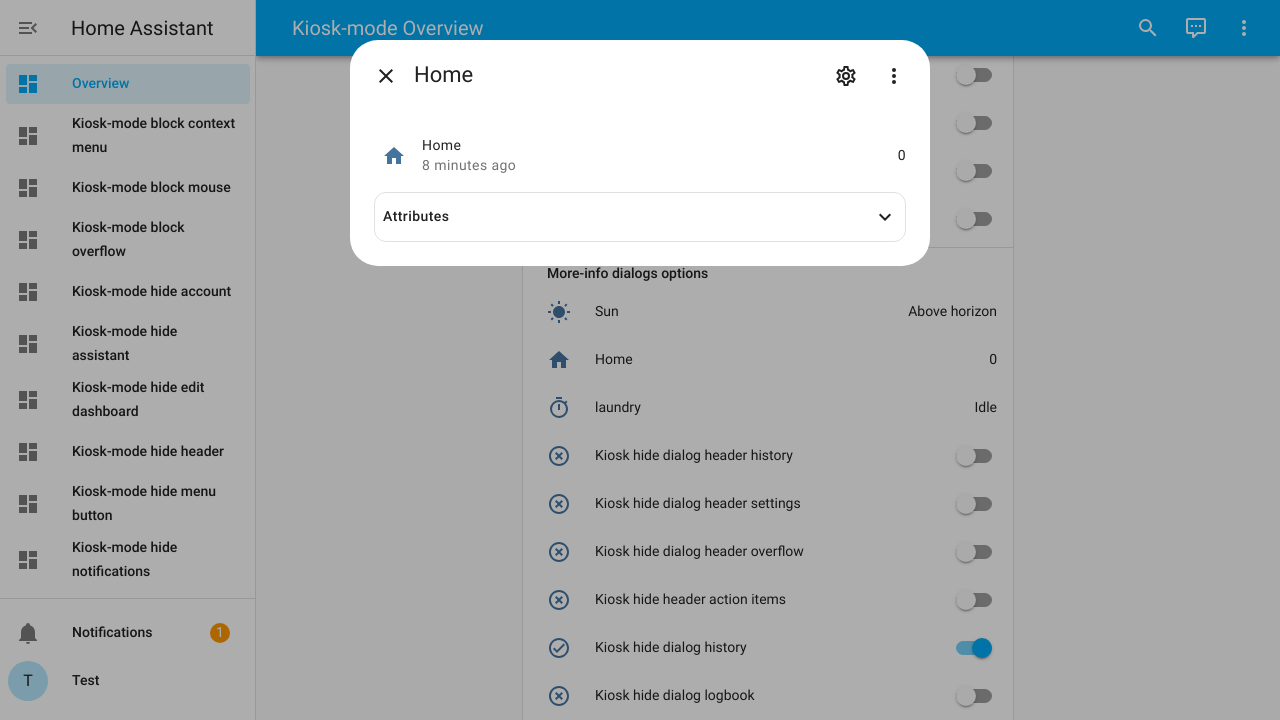 Home Assistant
Overview
Kiosk-mode block context
menu
Kiosk-mode block mouse
Kiosk-mode block
overflow
Kiosk-mode hide account
Kiosk-mode hide
assistant
Kiosk-mode hide edit
dashboard
Kiosk-mode hide header
Kiosk-mode hide menu
button
Kiosk-mode hide
notifications
Notifications 1
T Test
Kiosk-mode Overview
Home
Home
8 minutes ago
0
Attributes
More-info dialogs options
Sun Above horizon
Home 0
laundry Idle
Kiosk hide dialog header history
Kiosk hide dialog header settings
Kiosk hide dialog header overflow
Kiosk hide header action items
Kiosk hide dialog history
Kiosk hide dialog logbook